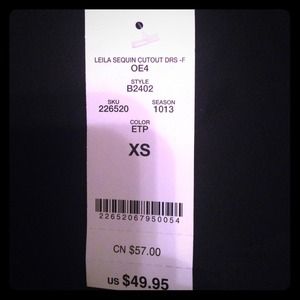 LEILA SEQUIN CUTOUT DRS -F
OE4
STYLE
B2402
SKU SEASON
226520 1013
COLOR
ETP
XS
22652067950054
CN $57.00
US $49.95